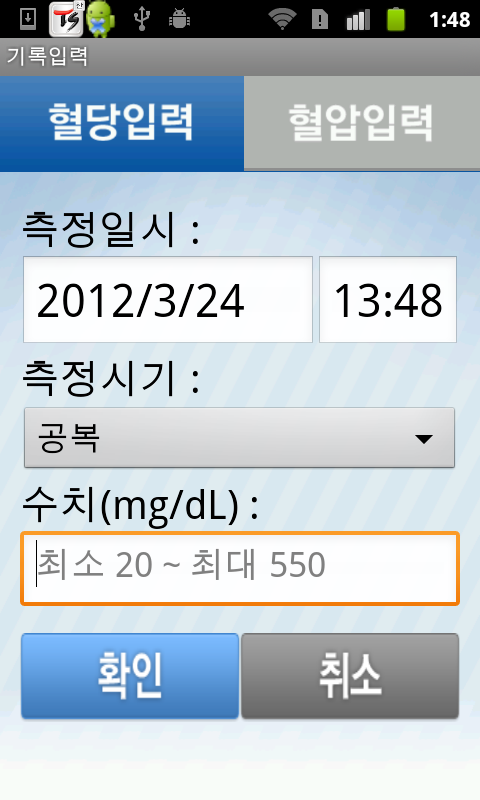 1:48
기록입력
혈당입력 혈압입력
측정일시 :
2012/3/24 13:48
측정시기 :
공복
수치(mg/dL) :
최소 20 ~ 최대 550
확인 취소